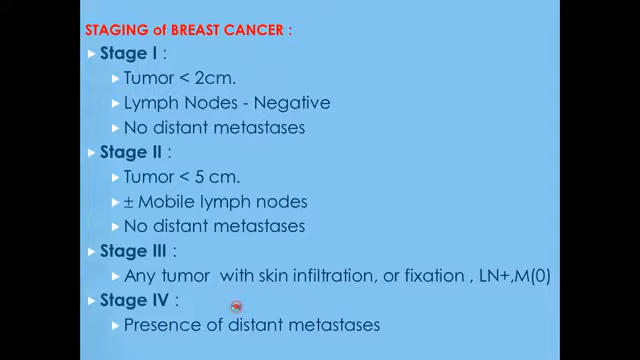 STAGING of BREAST CANCER :
Stage I :
Tumor < 2cm.
Lymph Nodes - Negative
No distant metastases
Stage II :
Tumor < 5 cm.
± Mobile lymph nodes
No distant metastases
Stage III :
Any tumor with skin infiltration, or fixation , LN+,M(0)
Stage IV :
Presence of distant metastases